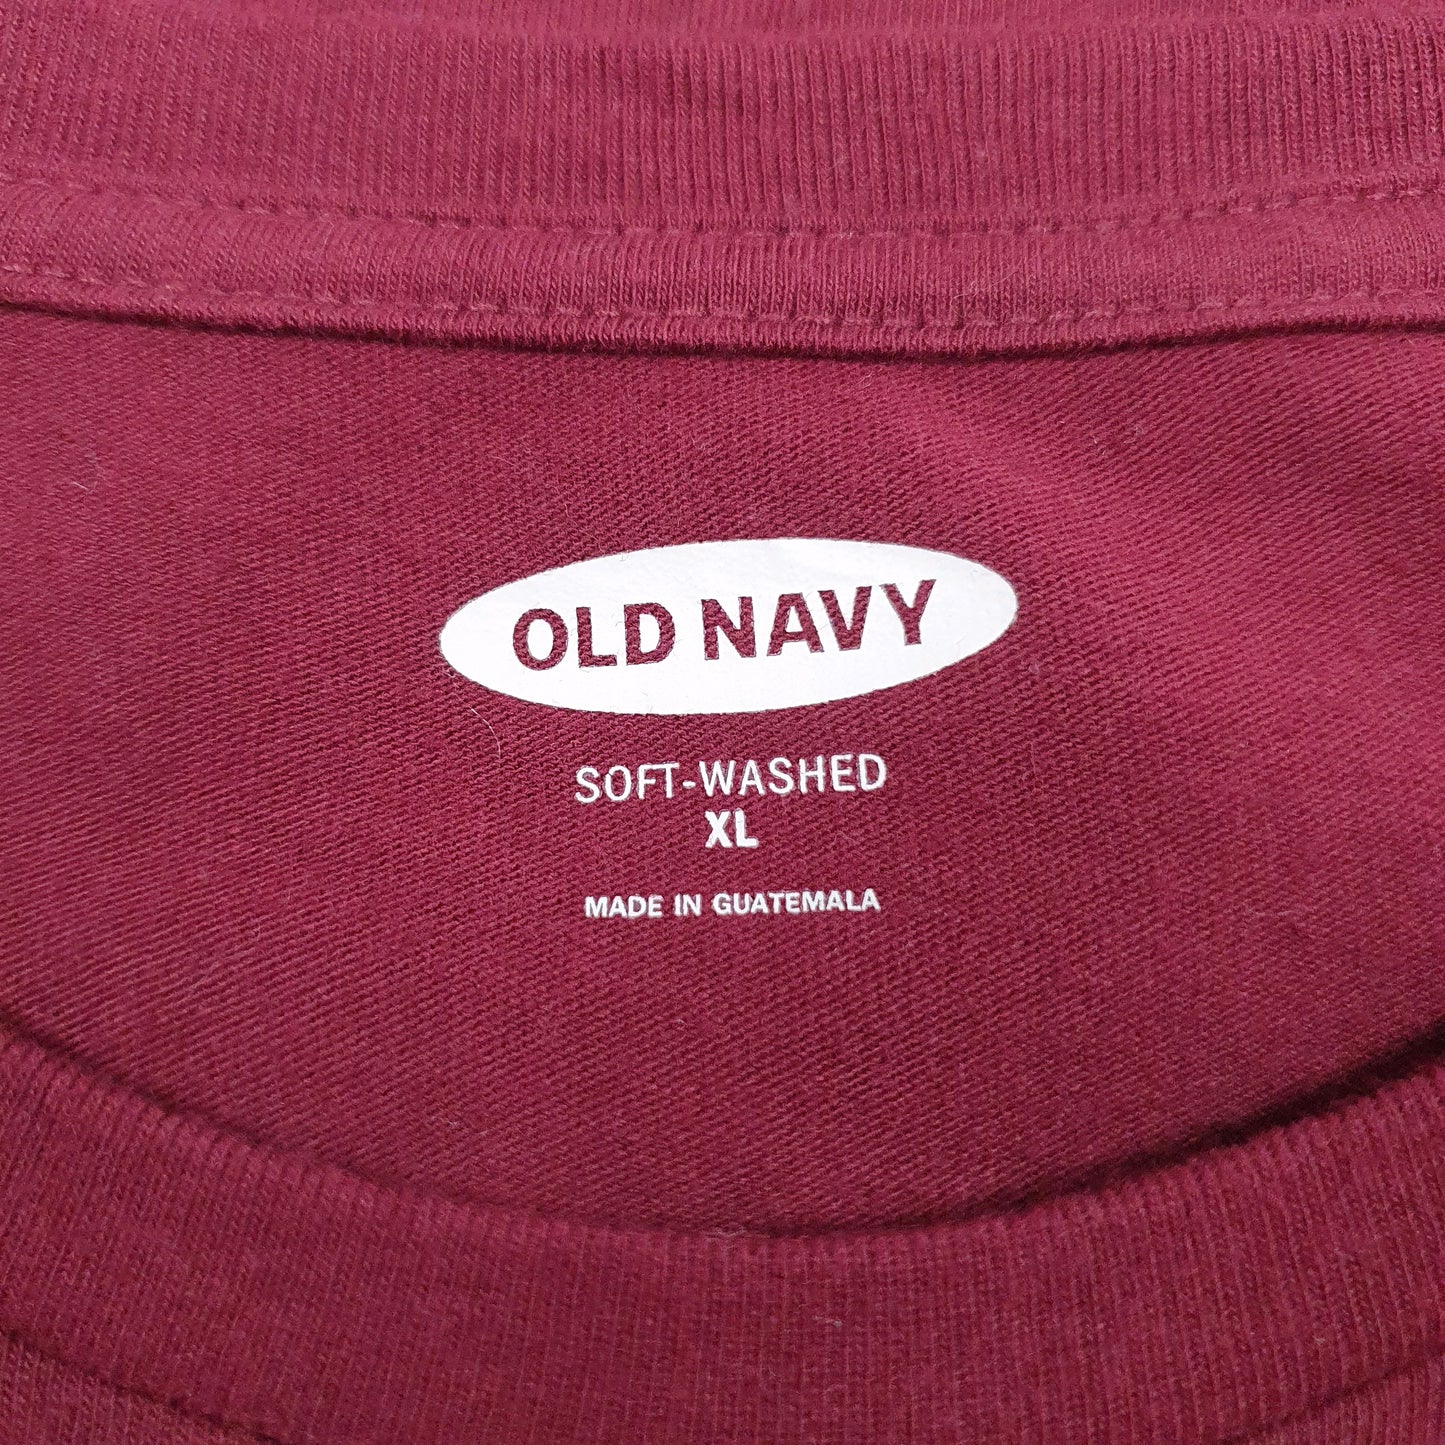 OLD NAVY
SOFT-WASHED
XL
MADE IN GUATEMALA